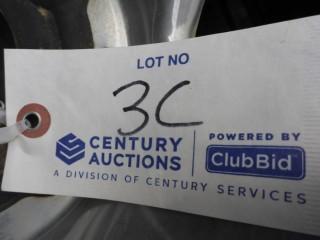 LOT NO
3C
CENTURY AUCTIONS
POWERED BY
ClubBid
A DIVISION OF CENTURY SERVICES